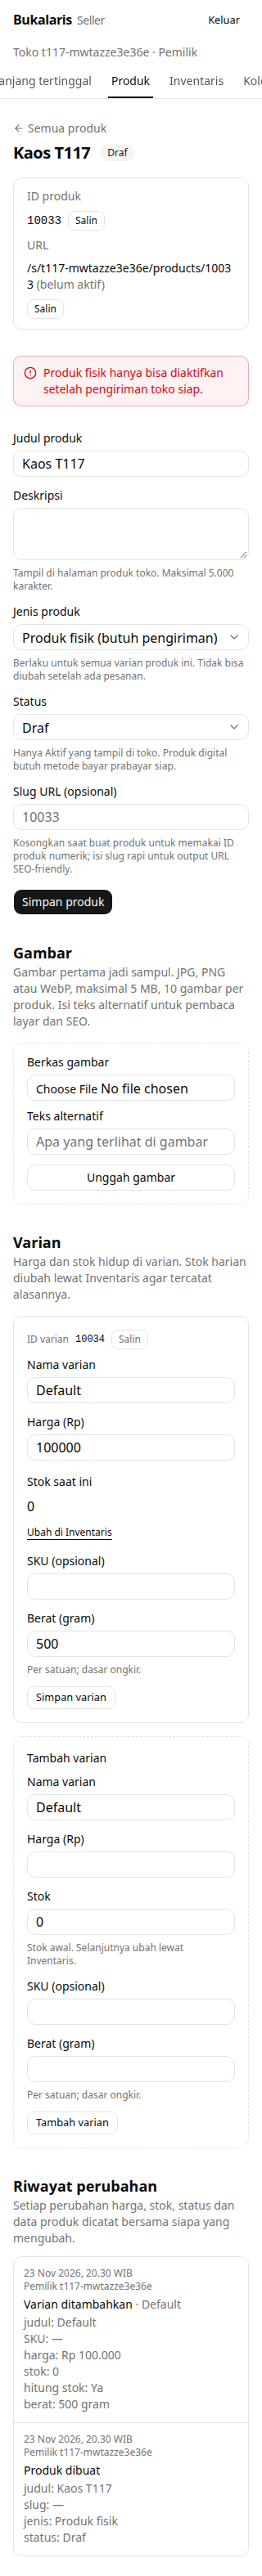 Bukalaris Seller
Keluar
Toko t117-mwtazze3e36e · Pemilik
anjang tertinggal Produk Inventaris Kole
← Semua produk
Kaos T117 Draf
ID produk
10033 Salin
URL
/s/t117-mwtazze3e36e/products/1003
3 (belum aktif)
Salin
Produk fisik hanya bisa diaktifkan
setelah pengiriman toko siap.
Judul produk
Kaos T117
Deskripsi
Tampil di halaman produk toko. Maksimal 5.000
karakter.
Jenis produk
Produk fisik (butuh pengiriman)
Berlaku untuk semua varian produk ini. Tidak bisa
diubah setelah ada pesanan.
Status
Draf
Hanya Aktif yang tampil di toko. Produk digital
butuh metode bayar prabayar siap.
Slug URL (opsional)
10033
Kosongkan saat buat produk untuk memakai ID
produk numerik; isi slug rapi untuk output URL
SEO-friendly.
Simpan produk
Gambar
Gambar pertama jadi sampul. JPG, PNG
atau WebP, maksimal 5 MB, 10 gambar per
produk. Isi teks alternatif untuk pembaca
layar dan SEO.
Berkas gambar
Choose File No file chosen
Teks alternatif
Apa yang terlihat di gambar
Unggah gambar
Varian
Harga dan stok hidup di varian. Stok harian
diubah lewat Inventaris agar tercatat
alasannya.
ID varian 10034 Salin
Nama varian
Default
Harga (Rp)
100000
Stok saat ini
0
Ubah di Inventaris
SKU (opsional)
Berat (gram)
500
Per satuan; dasar ongkir.
Simpan varian
Tambah varian
Nama varian
Default
Harga (Rp)
Stok
0
Stok awal. Selanjutnya ubah lewat
Inventaris.
SKU (opsional)
Berat (gram)
Per satuan; dasar ongkir.
Tambah varian
Riwayat perubahan
Setiap perubahan harga, stok, status dan
data produk dicatat bersama siapa yang
mengubah.
23 Nov 2026, 20.30 WIB
Pemilik t117-mwtazze3e36e
Varian ditambahkan · Default
judul: Default
SKU: —
harga: Rp 100.000
stok: 0
hitung stok: Ya
berat: 500 gram
23 Nov 2026, 20.30 WIB
Pemilik t117-mwtazze3e36e
Produk dibuat
judul: Kaos T117
slug: —
jenis: Produk fisik
status: Draf